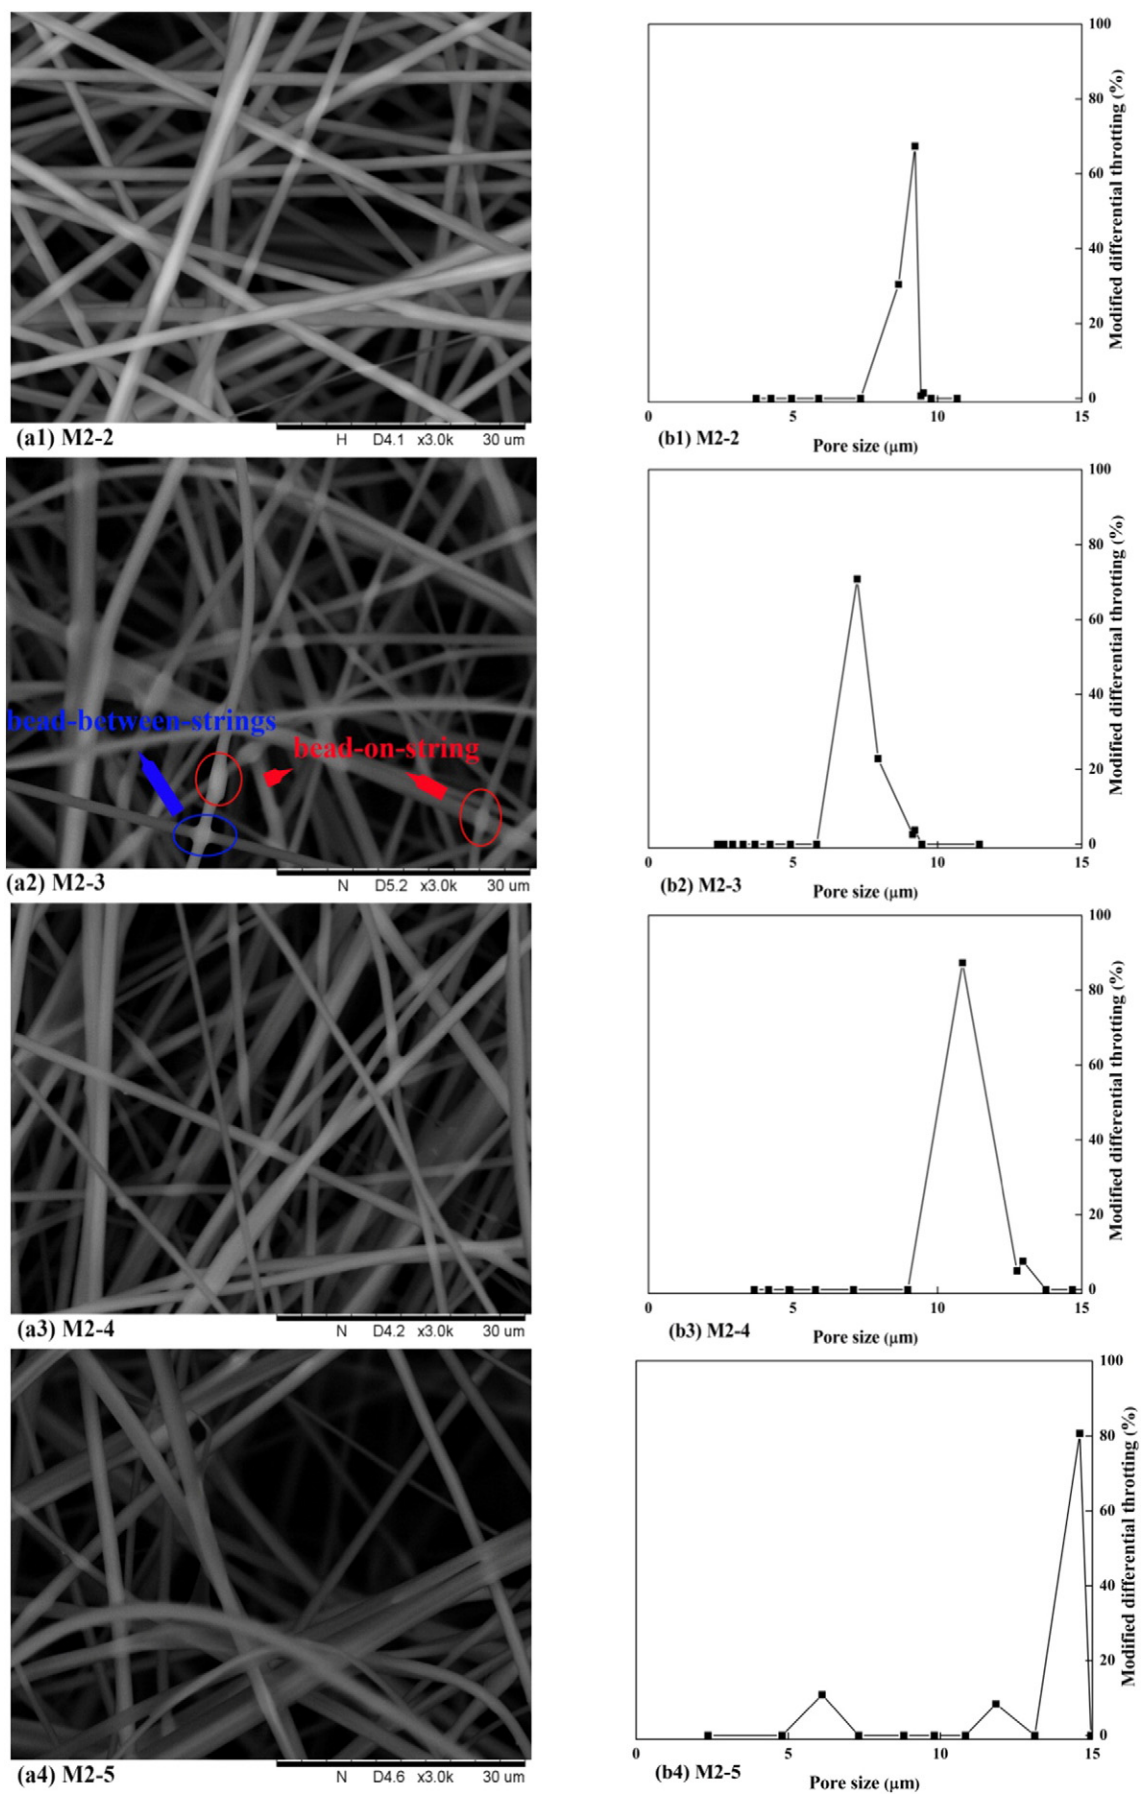 100
80
60
40
20
0
Modified differential throtting (%)
0 5 10 15
H D4.1 x3.0k 30 um
(a1) M2-2
(b1) M2-2
Pore size (μm)
bead-between-strings
bead-on-string
100
80
60
40
20
0
Modified differential throtting (%)
0 5 10 15
N D5.2 x3.0k 30 um
(a2) M2-3
(b2) M2-3
Pore size (μm)
100
80
60
40
20
0
Modified differential throtting (%)
0 5 10 15
N D4.2 x3.0k 30 um
(a3) M2-4
(b3) M2-4
Pore size (μm)
100
80
60
40
20
0
Modified differential throtting (%)
0 5 10 15
N D4.6 x3.0k 30 um
(a4) M2-5
(b4) M2-5
Pore size (μm)